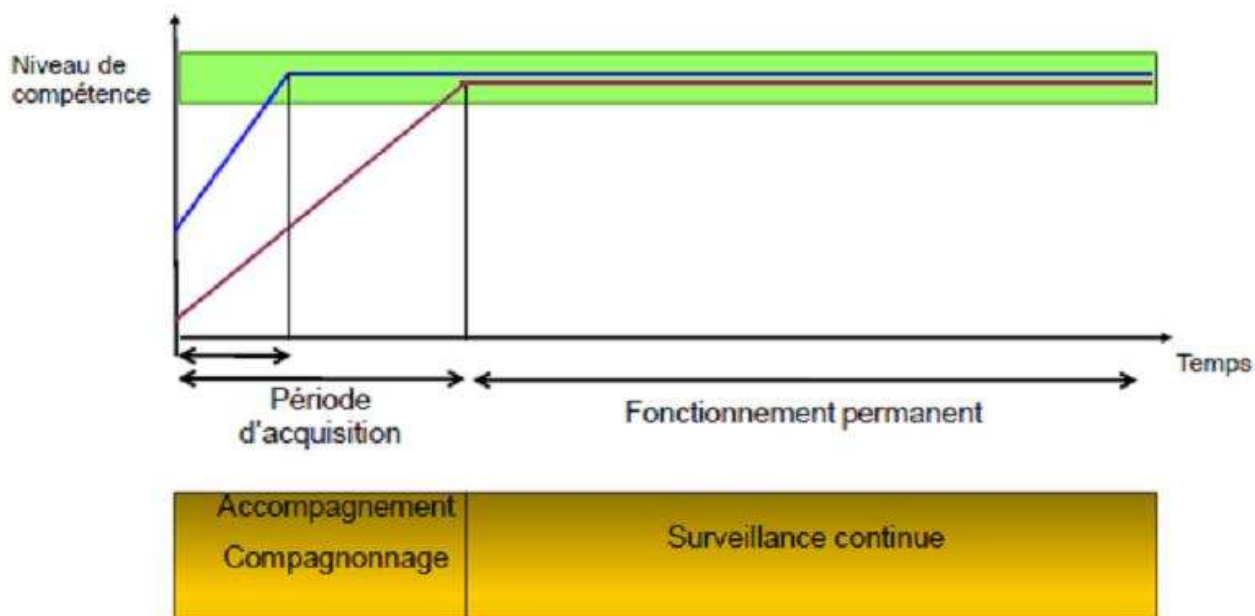 Niveau de
compétence
Temps
Période
d'acquisition
Fonctionnement permanent
Accompagnement
Compagnonnage
Surveillance continue